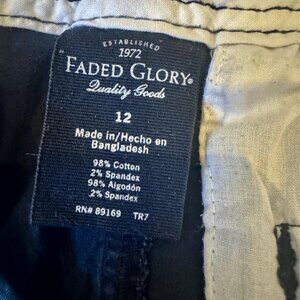 ESTABLISHED
1972
FADED GLORY®
Quality Goods
12
Made in/Hecho en
Bangladesh
98% Cotton
2% Spandex
98% Algodón
2% Spandex
RN# 89169 TR7